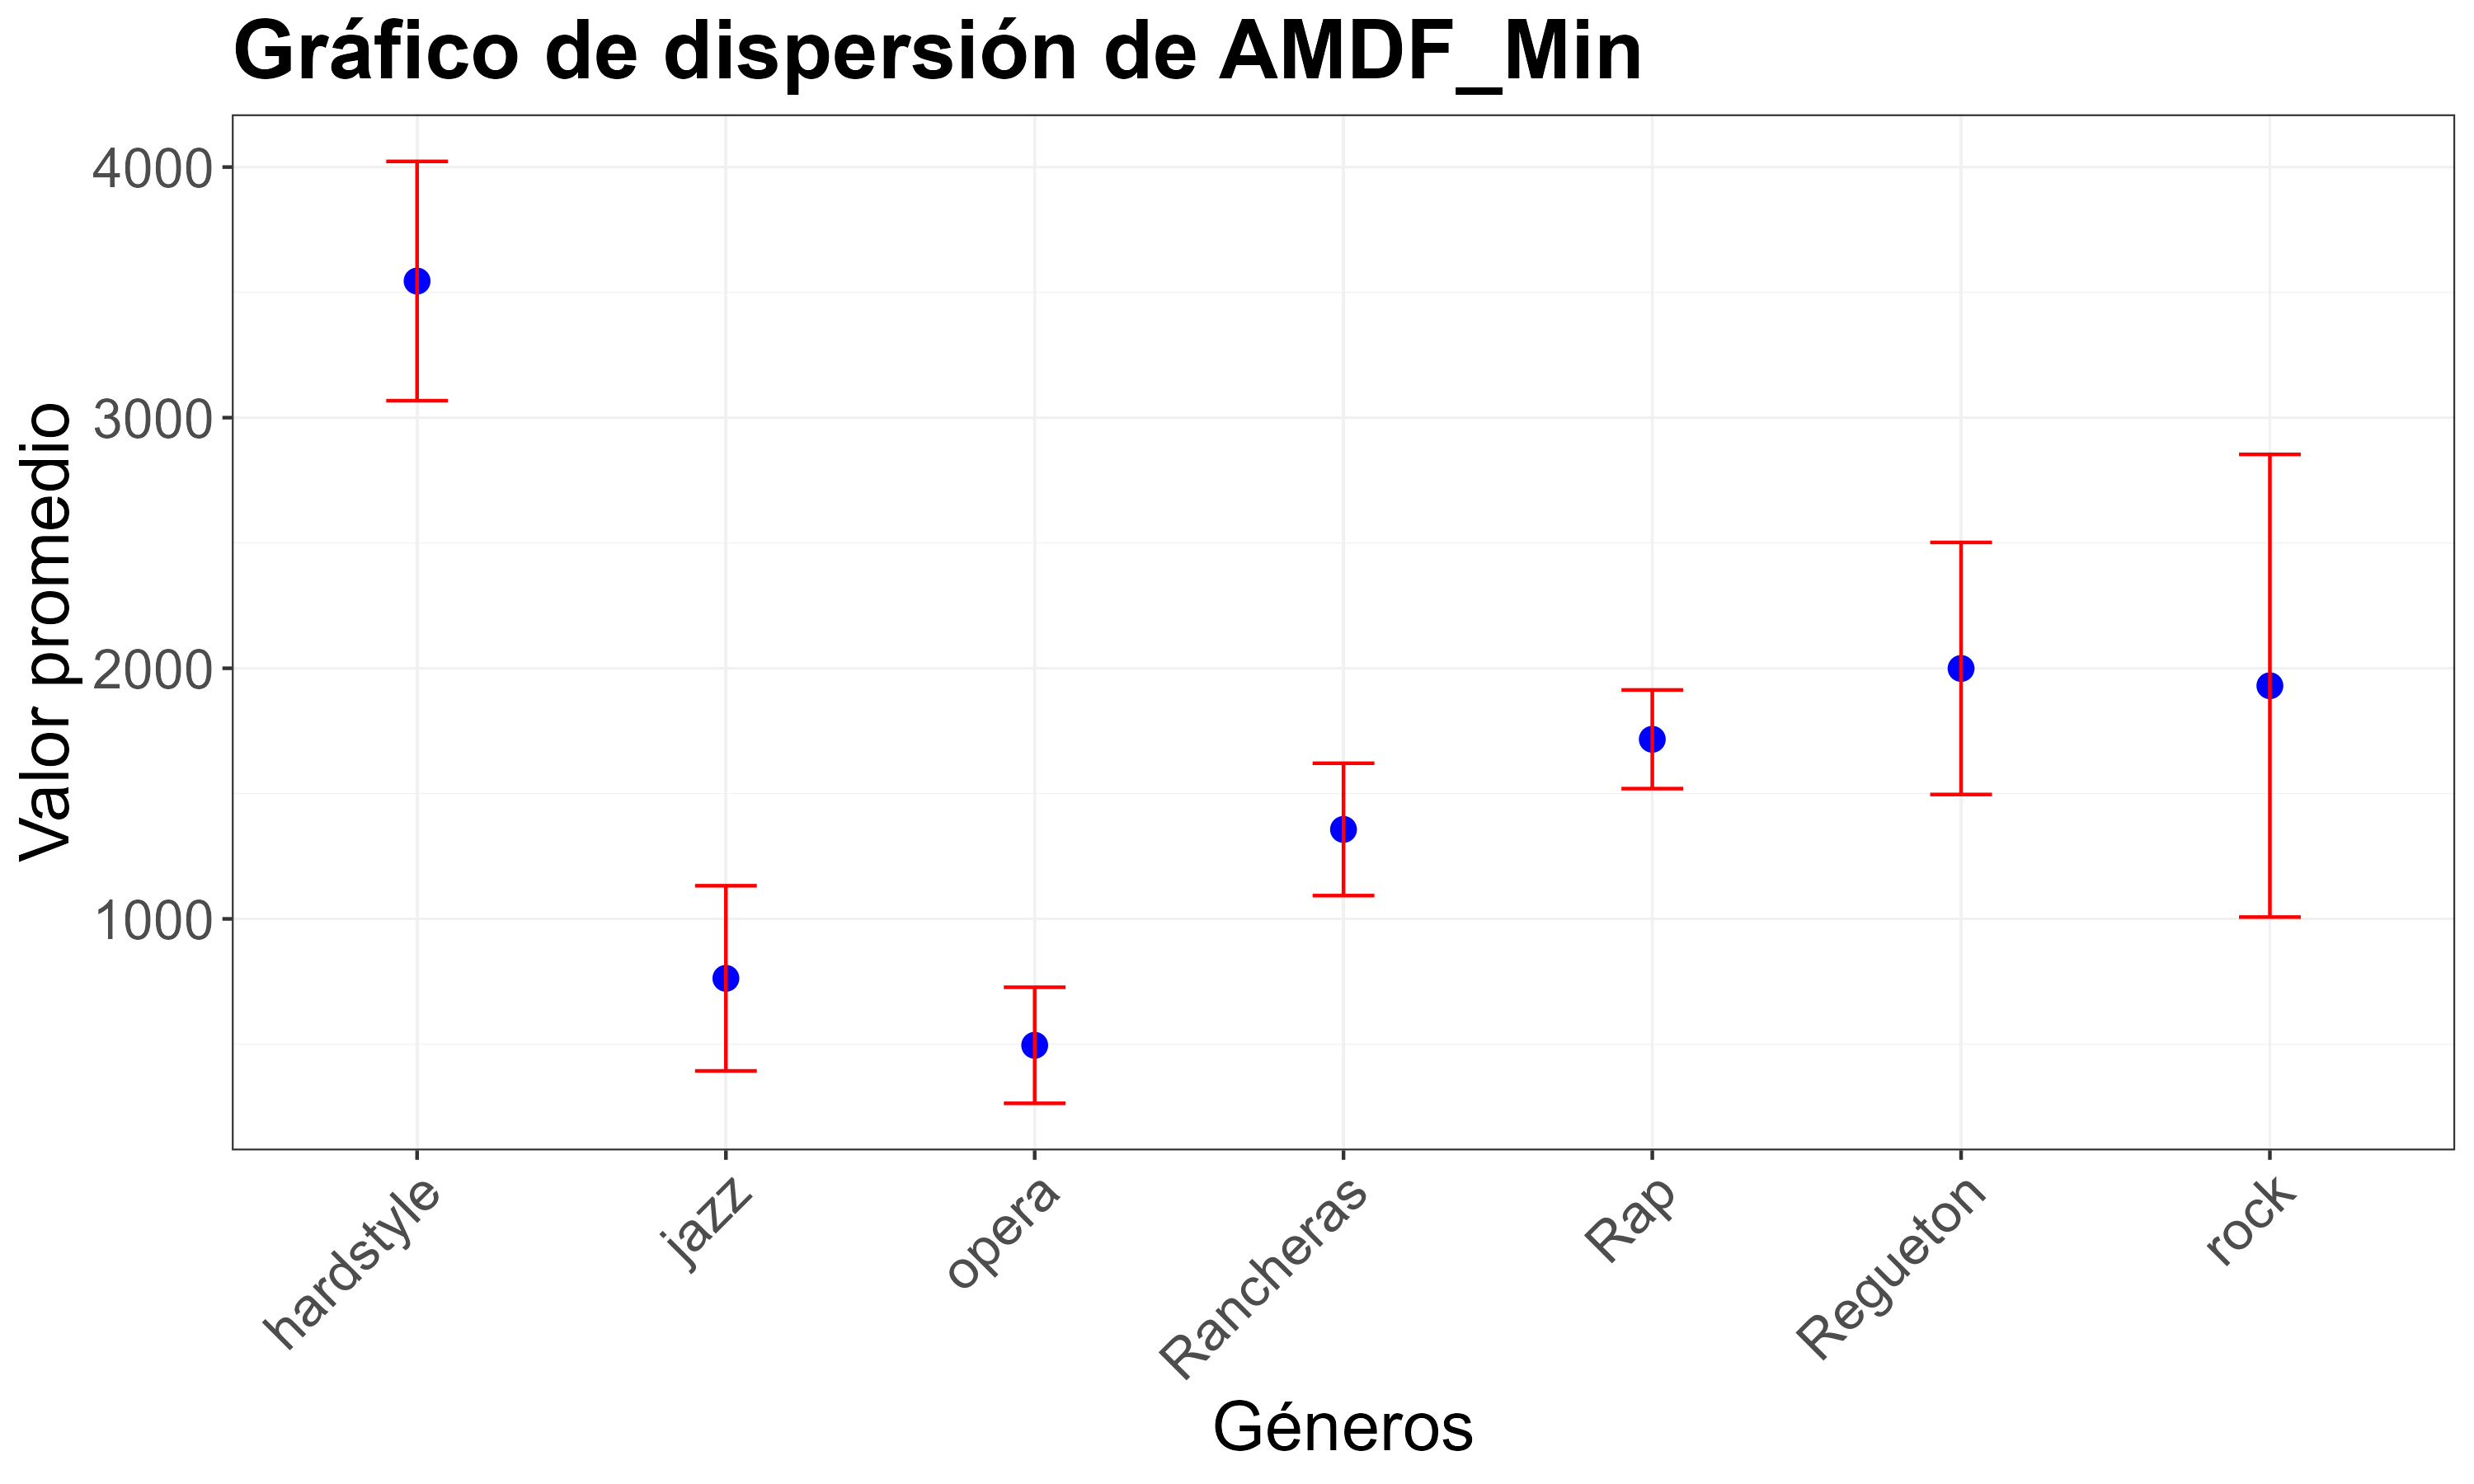 Gráfico de dispersión de AMDF_Min
Valor promedio
4000
3000
2000
1000
hardstyle
jazz
opera
Rancheras
Rap
Regueton
rock
Géneros